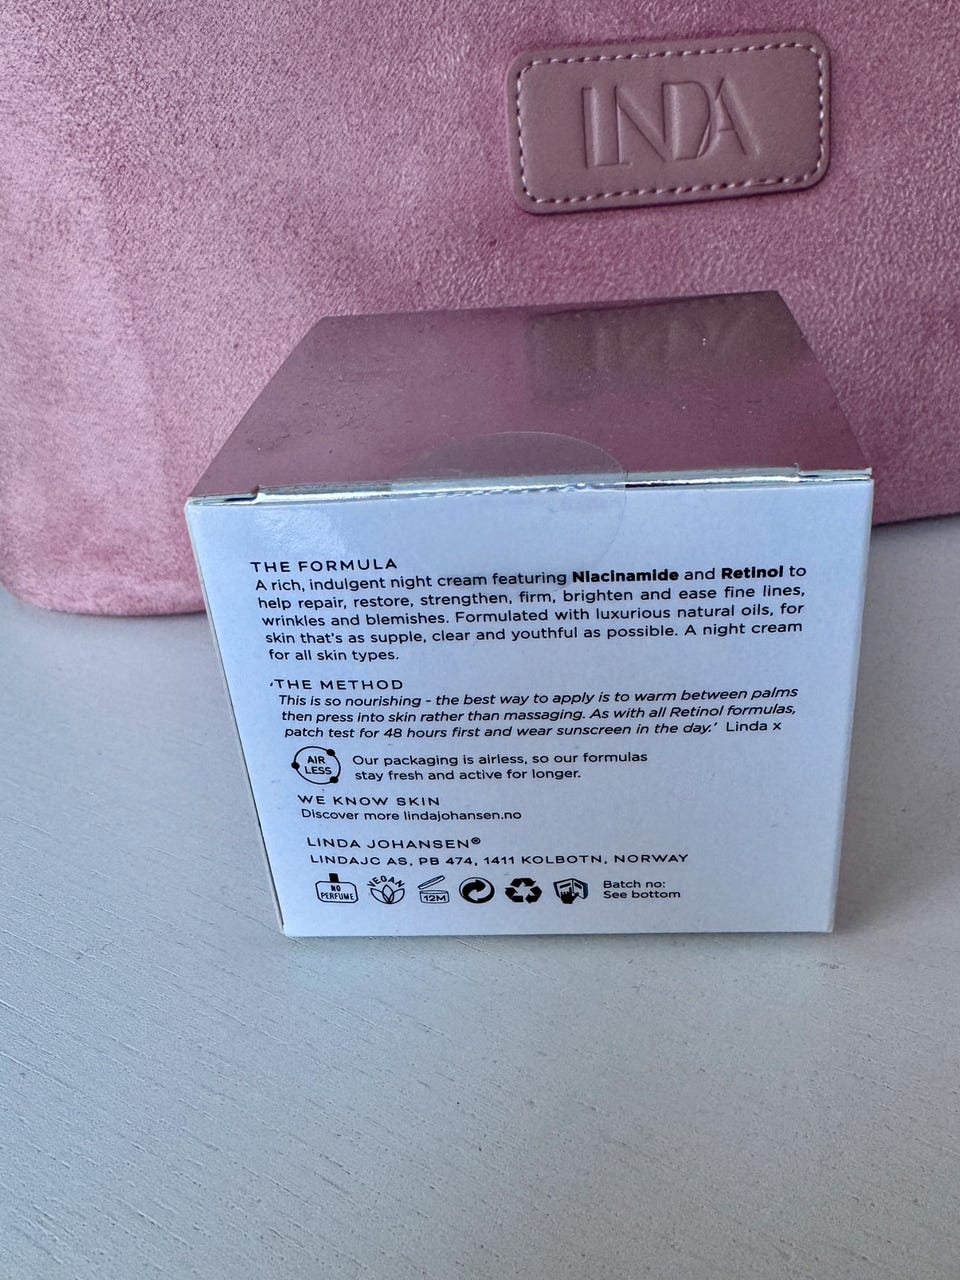 LINDA
THE FORMULA
A rich, indulgent night cream featuring Niacinamide and Retinol to
help repair, restore, strengthen, firm, brighten and ease fine lines,
wrinkles and blemishes. Formulated with luxurious natural oils, for
skin that's as supple, clear and youthful as possible. A night cream
for all skin types.
‘THE METHOD
This is so nourishing - the best way to apply is to warm between palms
then press into skin rather than massaging. As with all Retinol formulas,
patch test for 48 hours first and wear sunscreen in the day.’ Linda x
AIR
LESS
Our packaging is airless, so our formulas
stay fresh and active for longer.
WE KNOW SKIN
Discover more lindajohansen.no
LINDA JOHANSEN®
LINDAJC AS, PB 474, 1411 KOLBOTN, NORWAY
NO
PERFUME
VEGAN
12M
Batch no:
See bottom